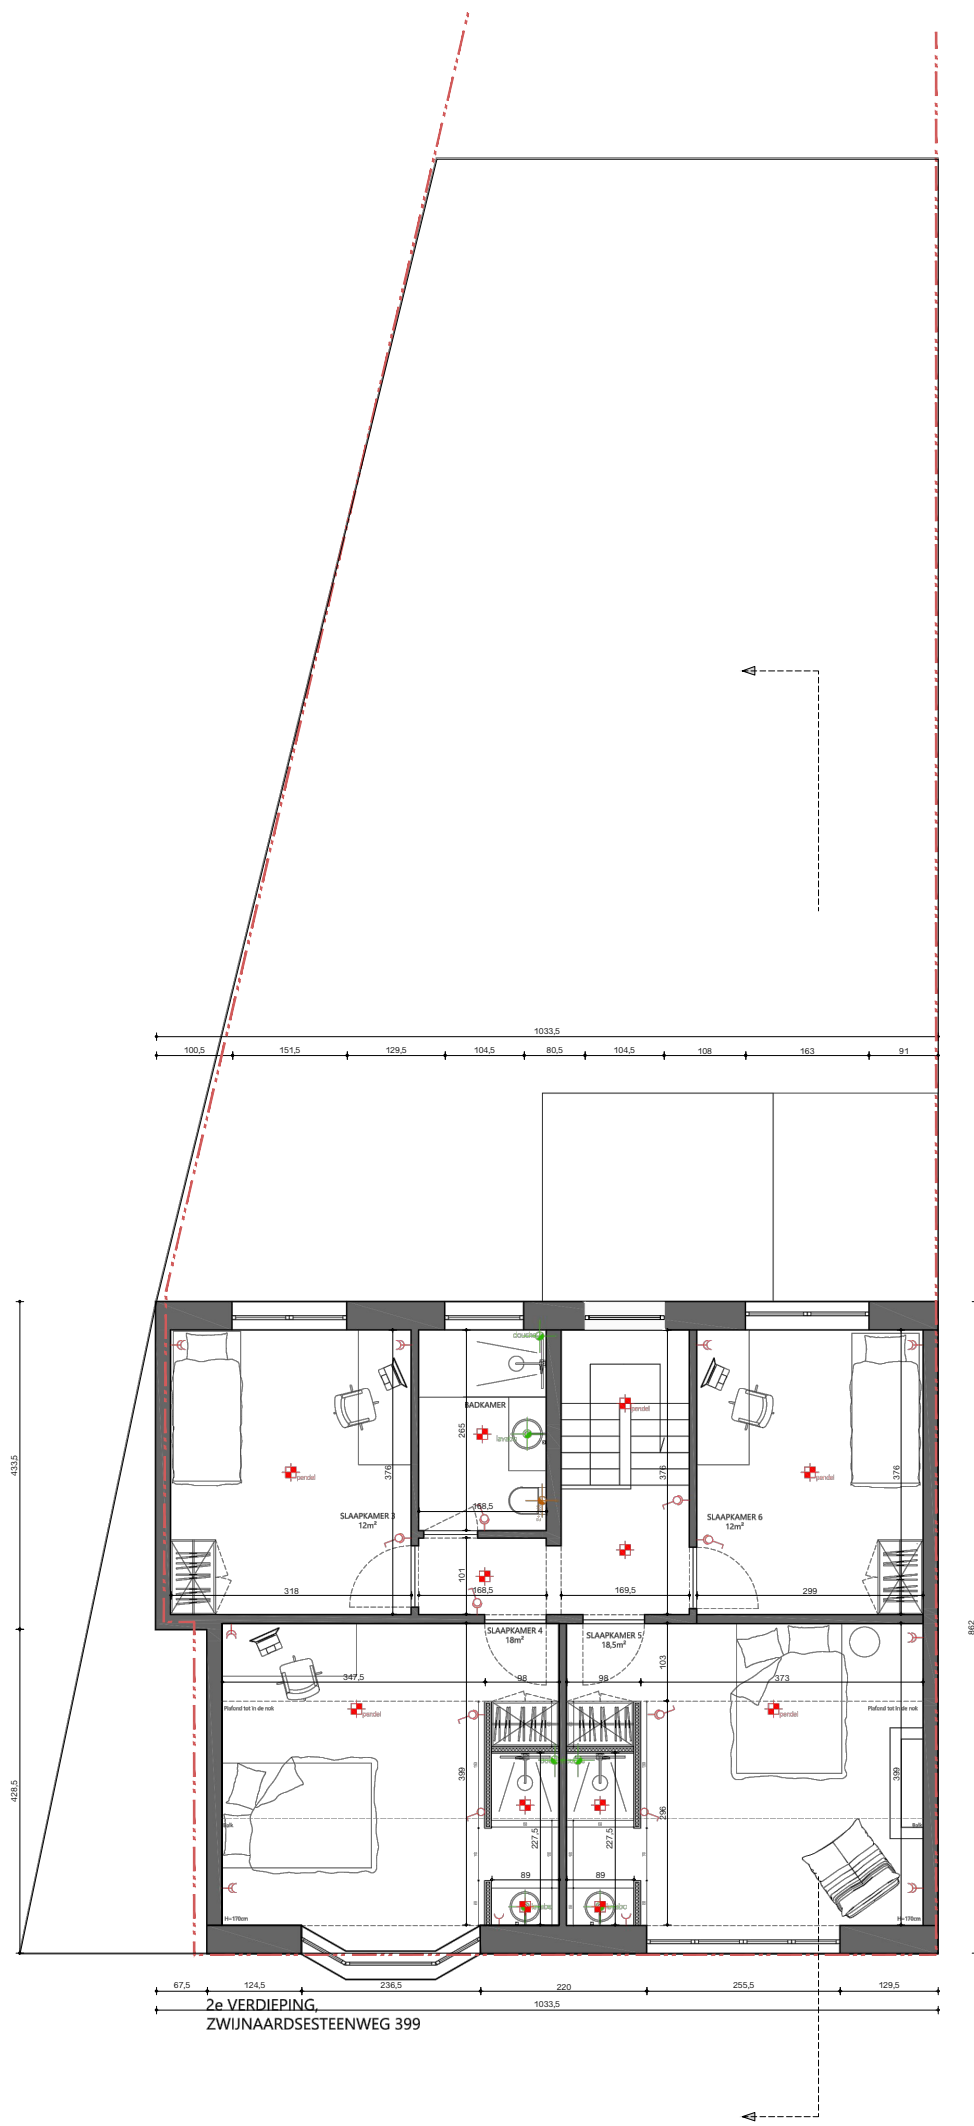 1033,5
100,5 151,5 129,5 104,5 80,5 104,5 108 163 91
douche
BADKAMER
pendel
lavabo
265
433,5
376
376
376
pendel
pendel
168,5
SLAAPKAMER 3
12m²
SLAAPKAMER 6
12m²
101
318
168,5
169,5
299
862
SLAAPKAMER 4
18m²
SLAAPKAMER 5
18,5m²
103
347,5
98
98
373
Plafond tot in de nok
pendel
pendel
Plafond tot in de nok
399
399
428,5
296
Balk
Balk
227,5
227,5
89
89
H=170cm
H=170cm
67,5 124,5 236,5 220 255,5 129,5
1033,5
2e VERDIEPING,
ZWIJNAARDSESTEENWEG 399